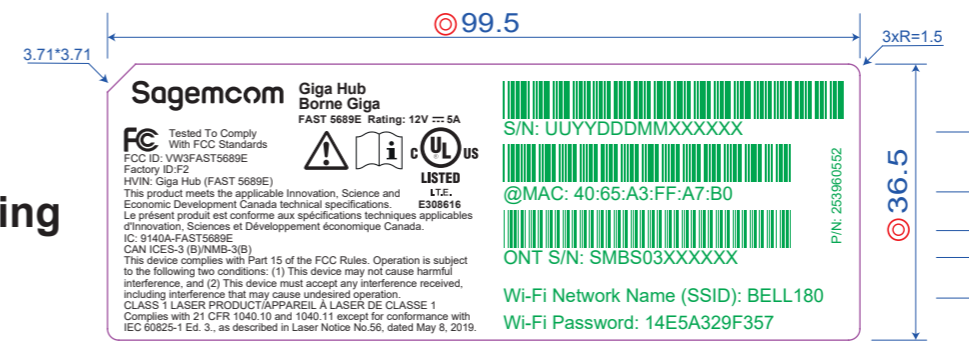 99.5
3.71*3.71
3xR=1.5
Sagemcom
Giga Hub
Borne Giga
FAST 5689E Rating: 12V ⎓ 5A
FC
Tested To Comply
With FCC Standards
FCC ID: VW3FAST5689E
Factory ID:F2
HVIN: Giga Hub (FAST 5689E)
i
c UL US
LISTED
I.T.E.
E308616
This product meets the applicable Innovation, Science and
Economic Development Canada technical specifications.
Le présent produit est conforme aux spécifications techniques applicables
d'Innovation, Sciences et Développement économique Canada.
IC: 9140A-FAST5689E
CAN ICES-3 (B)/NMB-3(B)
This device complies with Part 15 of the FCC Rules. Operation is subject
to the following two conditions: (1) This device may not cause harmful
interference, and (2) This device must accept any interference received,
including interference that may cause undesired operation.
CLASS 1 LASER PRODUCT/APPAREIL À LASER DE CLASSE 1
Complies with 21 CFR 1040.10 and 1040.11 except for conformance with
IEC 60825-1 Ed. 3., as described in Laser Notice No.56, dated May 8, 2019.
S/N: UUYYDDDMMXXXXXX
@MAC: 40:65:A3:FF:A7:B0
ONT S/N: SMBS03XXXXXX
Wi-Fi Network Name (SSID): BELL180
Wi-Fi Password: 14E5A329F357
P/N: 253960552
36.5
ing